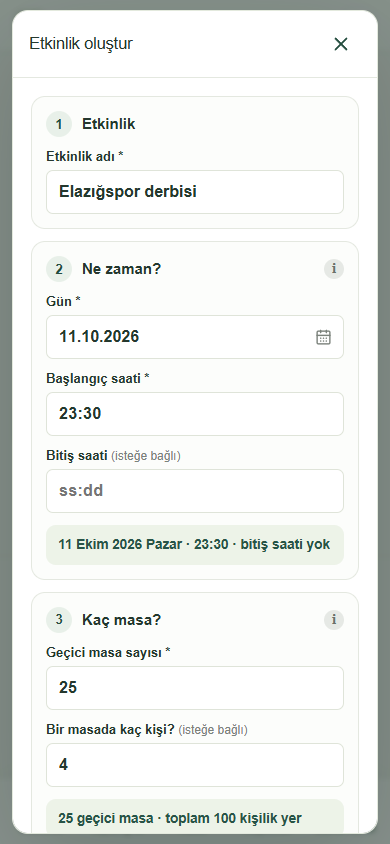 Etkinlik oluştur
1 Etkinlik
Etkinlik adı *
Elazığspor derbisi
2 Ne zaman? i
Gün *
11.10.2026
Başlangıç saati *
23:30
Bitiş saati (isteğe bağlı)
ss:dd
11 Ekim 2026 Pazar · 23:30 · bitiş saati yok
3 Kaç masa? i
Geçici masa sayısı *
25
Bir masada kaç kişi? (isteğe bağlı)
4
25 geçici masa · toplam 100 kişilik yer